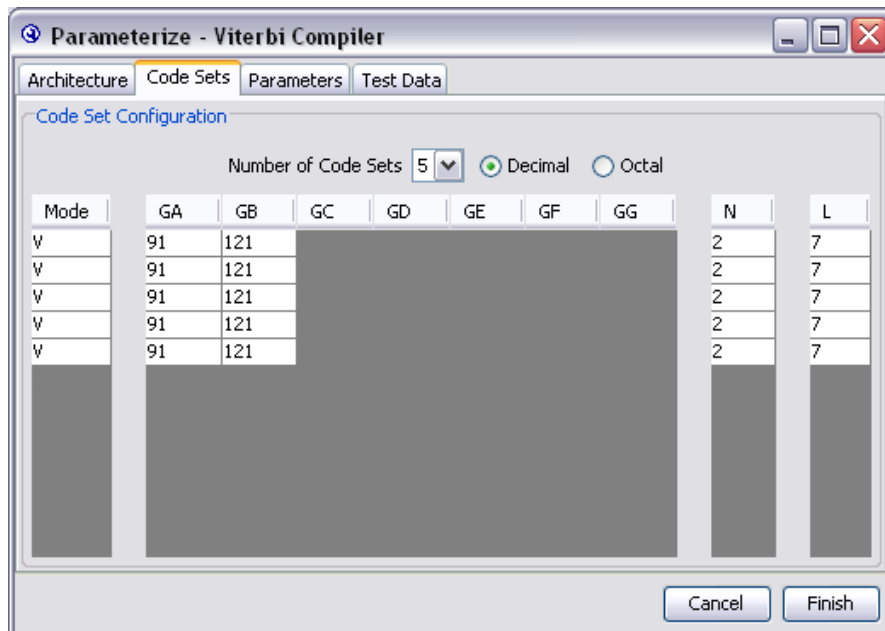 Parameterize - Viterbi Compiler
Architecture Code Sets Parameters Test Data
Code Set Configuration
Number of Code Sets 5 Decimal Octal
Mode GA GB GC GD GE GF GG N L
V 91 121 2 7
V 91 121 2 7
V 91 121 2 7
V 91 121 2 7
V 91 121 2 7
Cancel Finish